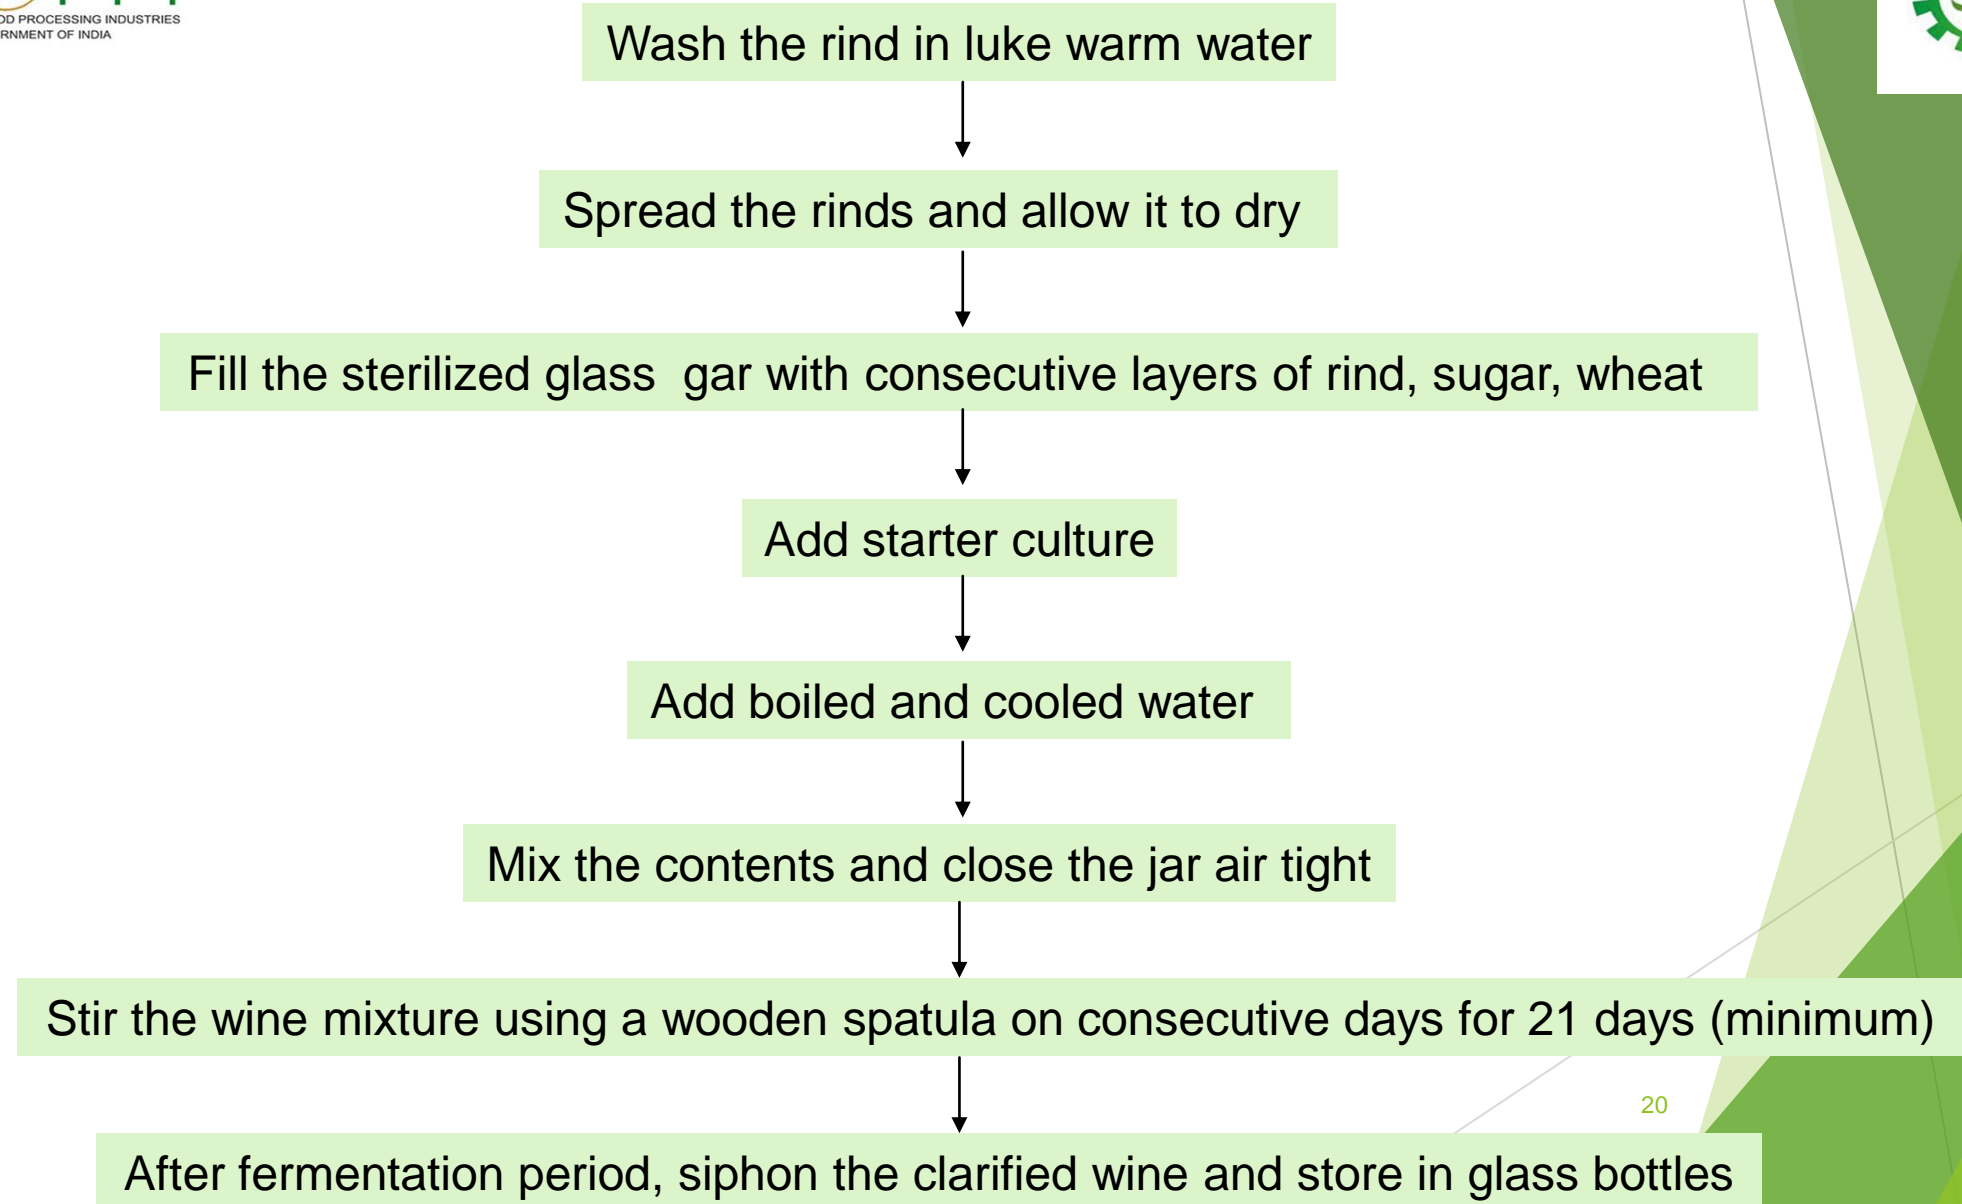 OD PROCESSING INDUSTRIES
RNMENT OF INDIA
Wash the rind in luke warm water
Spread the rinds and allow it to dry
Fill the sterilized glass gar with consecutive layers of rind, sugar, wheat
Add starter culture
Add boiled and cooled water
Mix the contents and close the jar air tight
Stir the wine mixture using a wooden spatula on consecutive days for 21 days (minimum)
20
After fermentation period, siphon the clarified wine and store in glass bottles